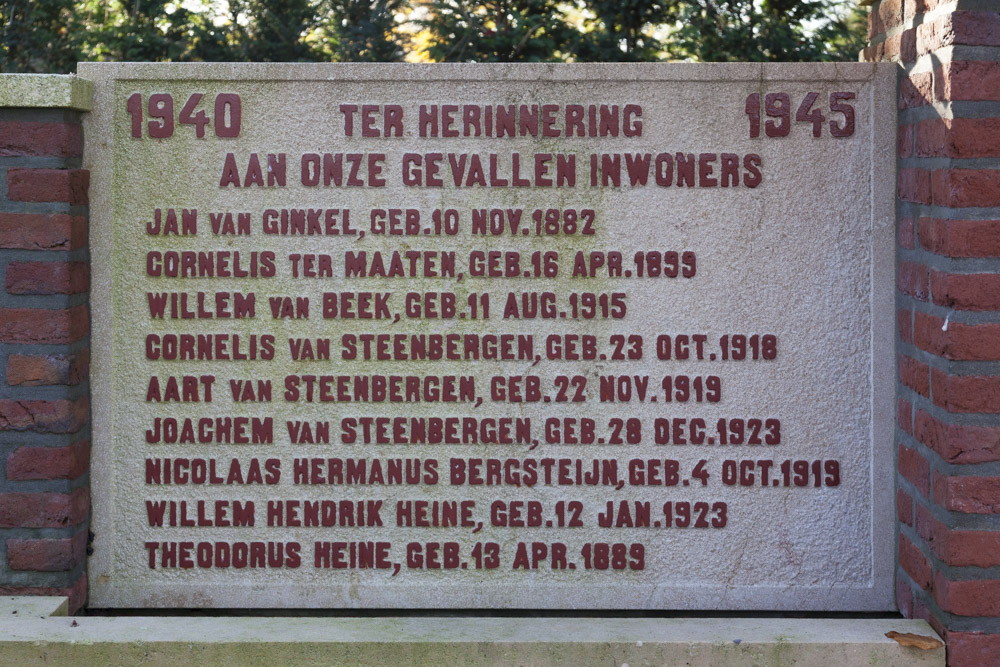 1940 TER HERINNERING 1945
AAN ONZE GEVALLEN INWONERS
JAN VAN GINKEL, GEB. 10 NOV. 1882
CORNELIS TER MAATEN, GEB. 16 APR. 1899
WILLEM VAN BEEK, GEB. 11 AUG. 1915
CORNELIS VAN STEENBERGEN, GEB. 23 OCT. 1918
AART VAN STEENBERGEN, GEB. 22 NOV. 1919
JOACHEM VAN STEENBERGEN, GEB. 28 DEC. 1923
NICOLAAS HERMANUS BERGSTEIJN, GEB. 4 OCT. 1919
WILLEM HENDRIK HEINE, GEB. 12 JAN. 1923
THEODORUS HEINE, GEB. 13 APR. 1889